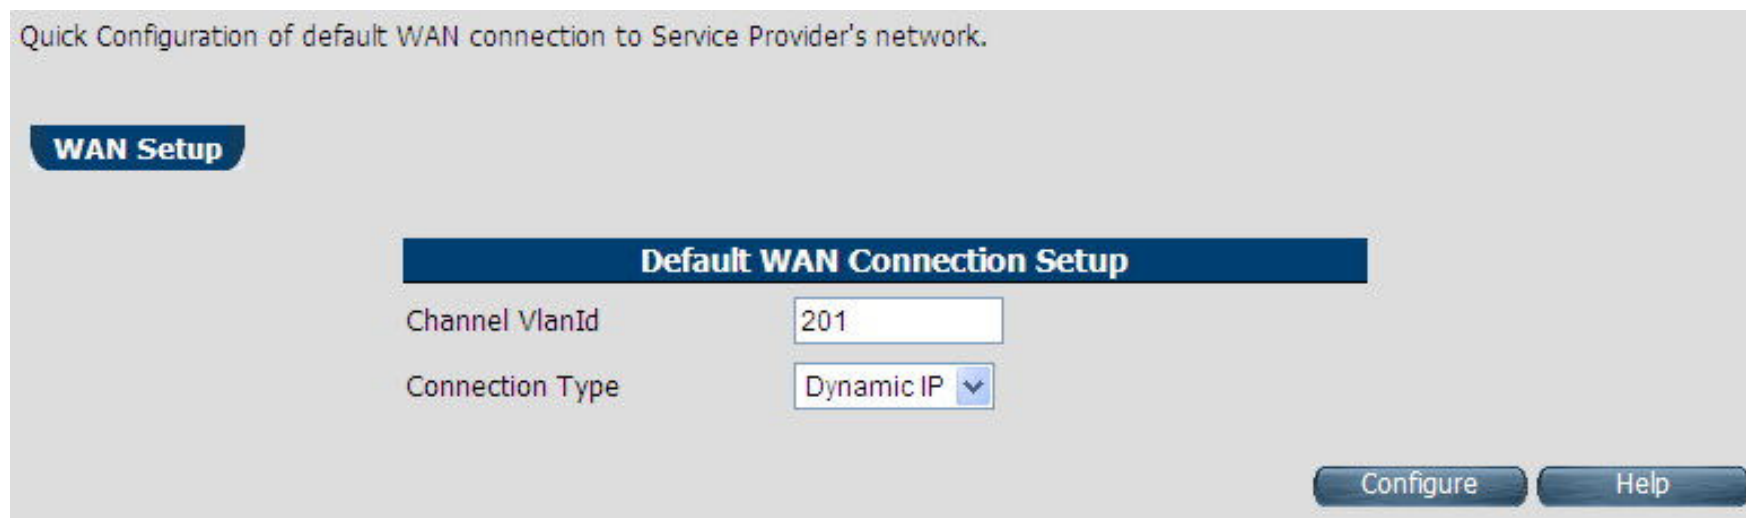 Quick Configuration of default WAN connection to Service Provider's network.
WAN Setup
Default WAN Connection Setup
Channel VlanId 201
Connection Type Dynamic IP
Configure Help